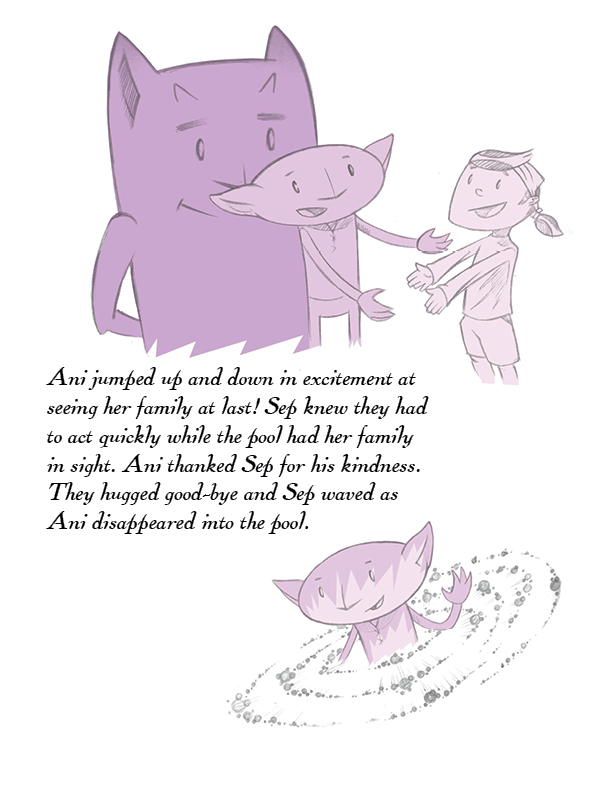 Ani jumped up and down in excitement at
seeing her family at last! Sep knew they had
to act quickly while the pool had her family
in sight. Ani thanked Sep for his kindness.
They hugged good-bye and Sep waved as
Ani disappeared into the pool.